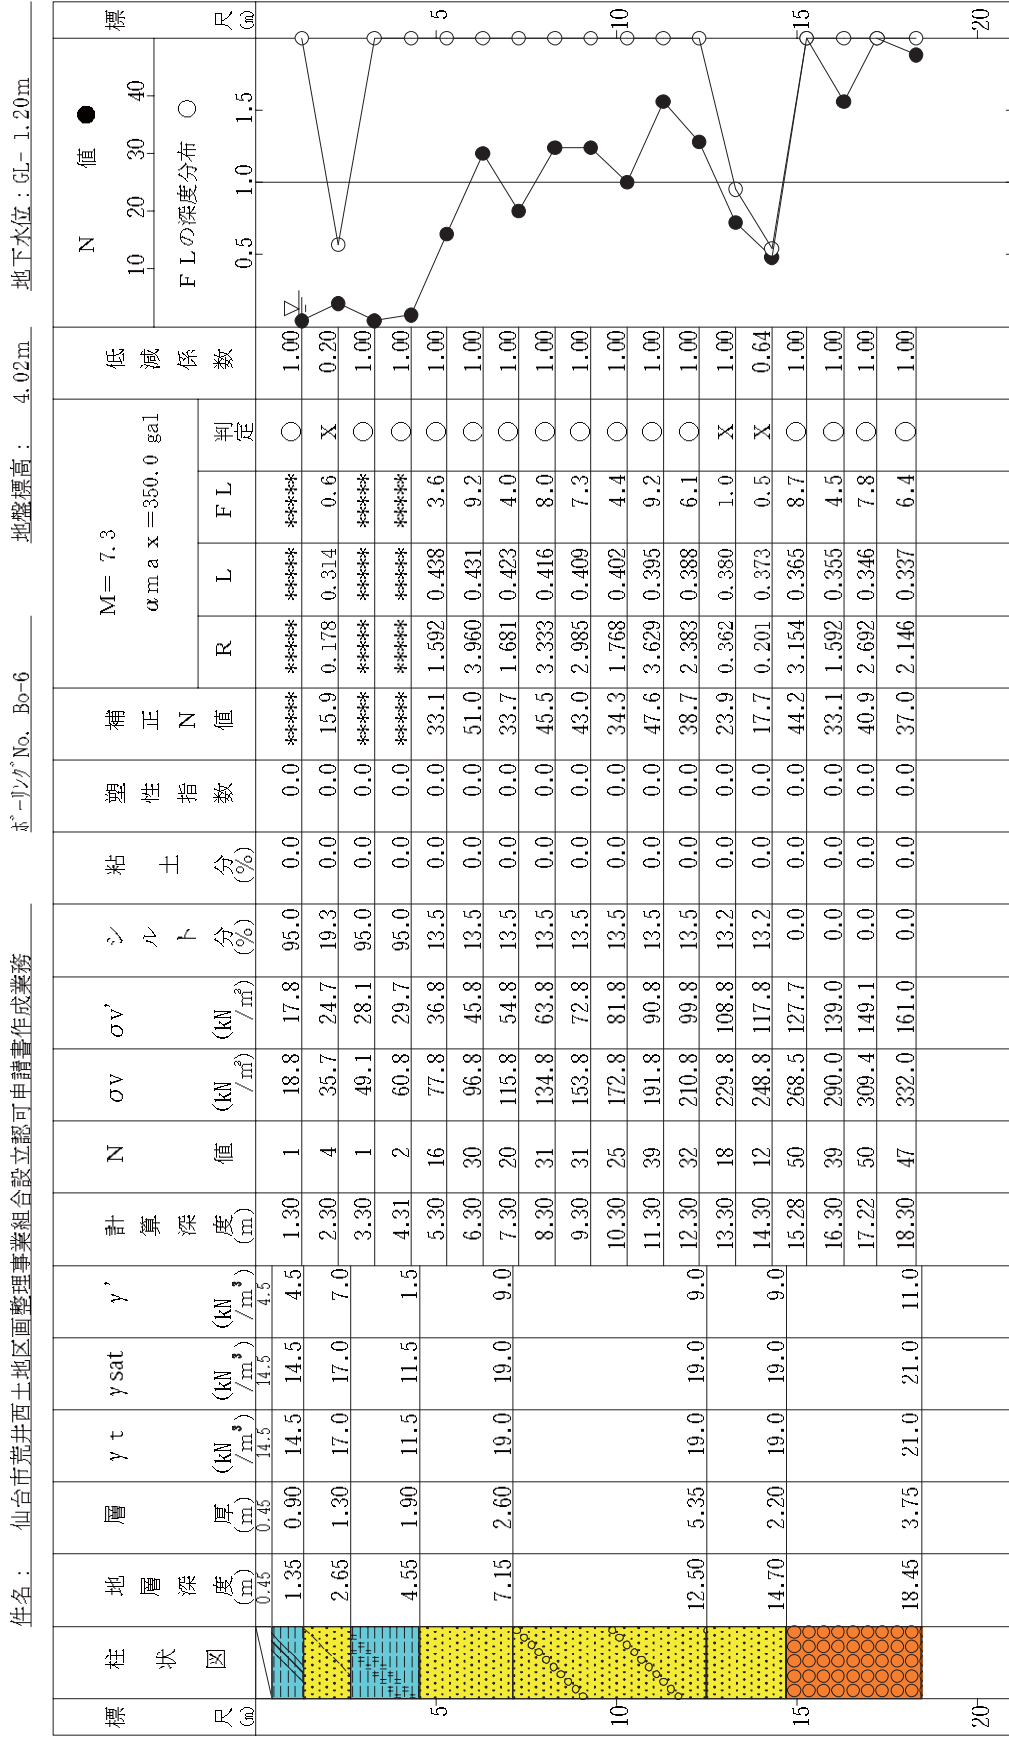 件名： 仙台市荒井西土地区画整理事業組合設立認可申請書作成業務 ﾎﾞｰﾘﾝｸﾞNo. Bo-6 地盤標高： 4.02m 地下水位：GL- 1.20m
標尺(m) 柱状図 地層深度(m) 層厚(m) γt (kN/m³) γsat (kN/m³) γ' (kN/m³) 計算深度(m) N値 σv (kN/㎡) σv' (kN/㎡) シルト分(%) 粘土分(%) 塑性指数 補正N値 M= 7.3 αmax=350.0 gal R L FL 判定 低減係数 N値 ● 10 20 30 40 FLの深度分布 ○ 0.5 1.0 1.5 標尺(m)
0.45 0.45 14.5 14.5 4.5
1.35 0.90 14.5 14.5 4.5
2.65 1.30 17.0 17.0 7.0
4.55 1.90 11.5 11.5 1.5
7.15 2.60 19.0 19.0 9.0
12.50 5.35 19.0 19.0 9.0
14.70 2.20 19.0 19.0 9.0
18.45 3.75 21.0 21.0 11.0
1.30 1 18.8 17.8 95.0 0.0 0.0 ***** ***** ***** ***** ○ 1.00
2.30 4 35.7 24.7 19.3 0.0 0.0 15.9 0.178 0.314 0.6 X 0.20
3.30 1 49.1 28.1 95.0 0.0 0.0 ***** ***** ***** ***** ○ 1.00
4.31 2 60.8 29.7 95.0 0.0 0.0 ***** ***** ***** ***** ○ 1.00
5.30 16 77.8 36.8 13.5 0.0 0.0 33.1 1.592 0.438 3.6 ○ 1.00
6.30 30 96.8 45.8 13.5 0.0 0.0 51.0 3.960 0.431 9.2 ○ 1.00
7.30 20 115.8 54.8 13.5 0.0 0.0 33.7 1.681 0.423 4.0 ○ 1.00
8.30 31 134.8 63.8 13.5 0.0 0.0 45.5 3.333 0.416 8.0 ○ 1.00
9.30 31 153.8 72.8 13.5 0.0 0.0 43.0 2.985 0.409 7.3 ○ 1.00
10.30 25 172.8 81.8 13.5 0.0 0.0 34.3 1.768 0.402 4.4 ○ 1.00
11.30 39 191.8 90.8 13.5 0.0 0.0 47.6 3.629 0.395 9.2 ○ 1.00
12.30 32 210.8 99.8 13.5 0.0 0.0 38.7 2.383 0.388 6.1 ○ 1.00
13.30 18 229.8 108.8 13.2 0.0 0.0 23.9 0.362 0.380 1.0 X 1.00
14.30 12 248.8 117.8 13.2 0.0 0.0 17.7 0.201 0.373 0.5 X 0.64
15.28 50 268.5 127.7 0.0 0.0 0.0 44.2 3.154 0.365 8.7 ○ 1.00
16.30 39 290.0 139.0 0.0 0.0 0.0 33.1 1.592 0.355 4.5 ○ 1.00
17.22 50 309.4 149.1 0.0 0.0 0.0 40.9 2.692 0.346 7.8 ○ 1.00
18.30 47 332.0 161.0 0.0 0.0 0.0 37.0 2.146 0.337 6.4 ○ 1.00
5 5
10 10
15 15
20 20